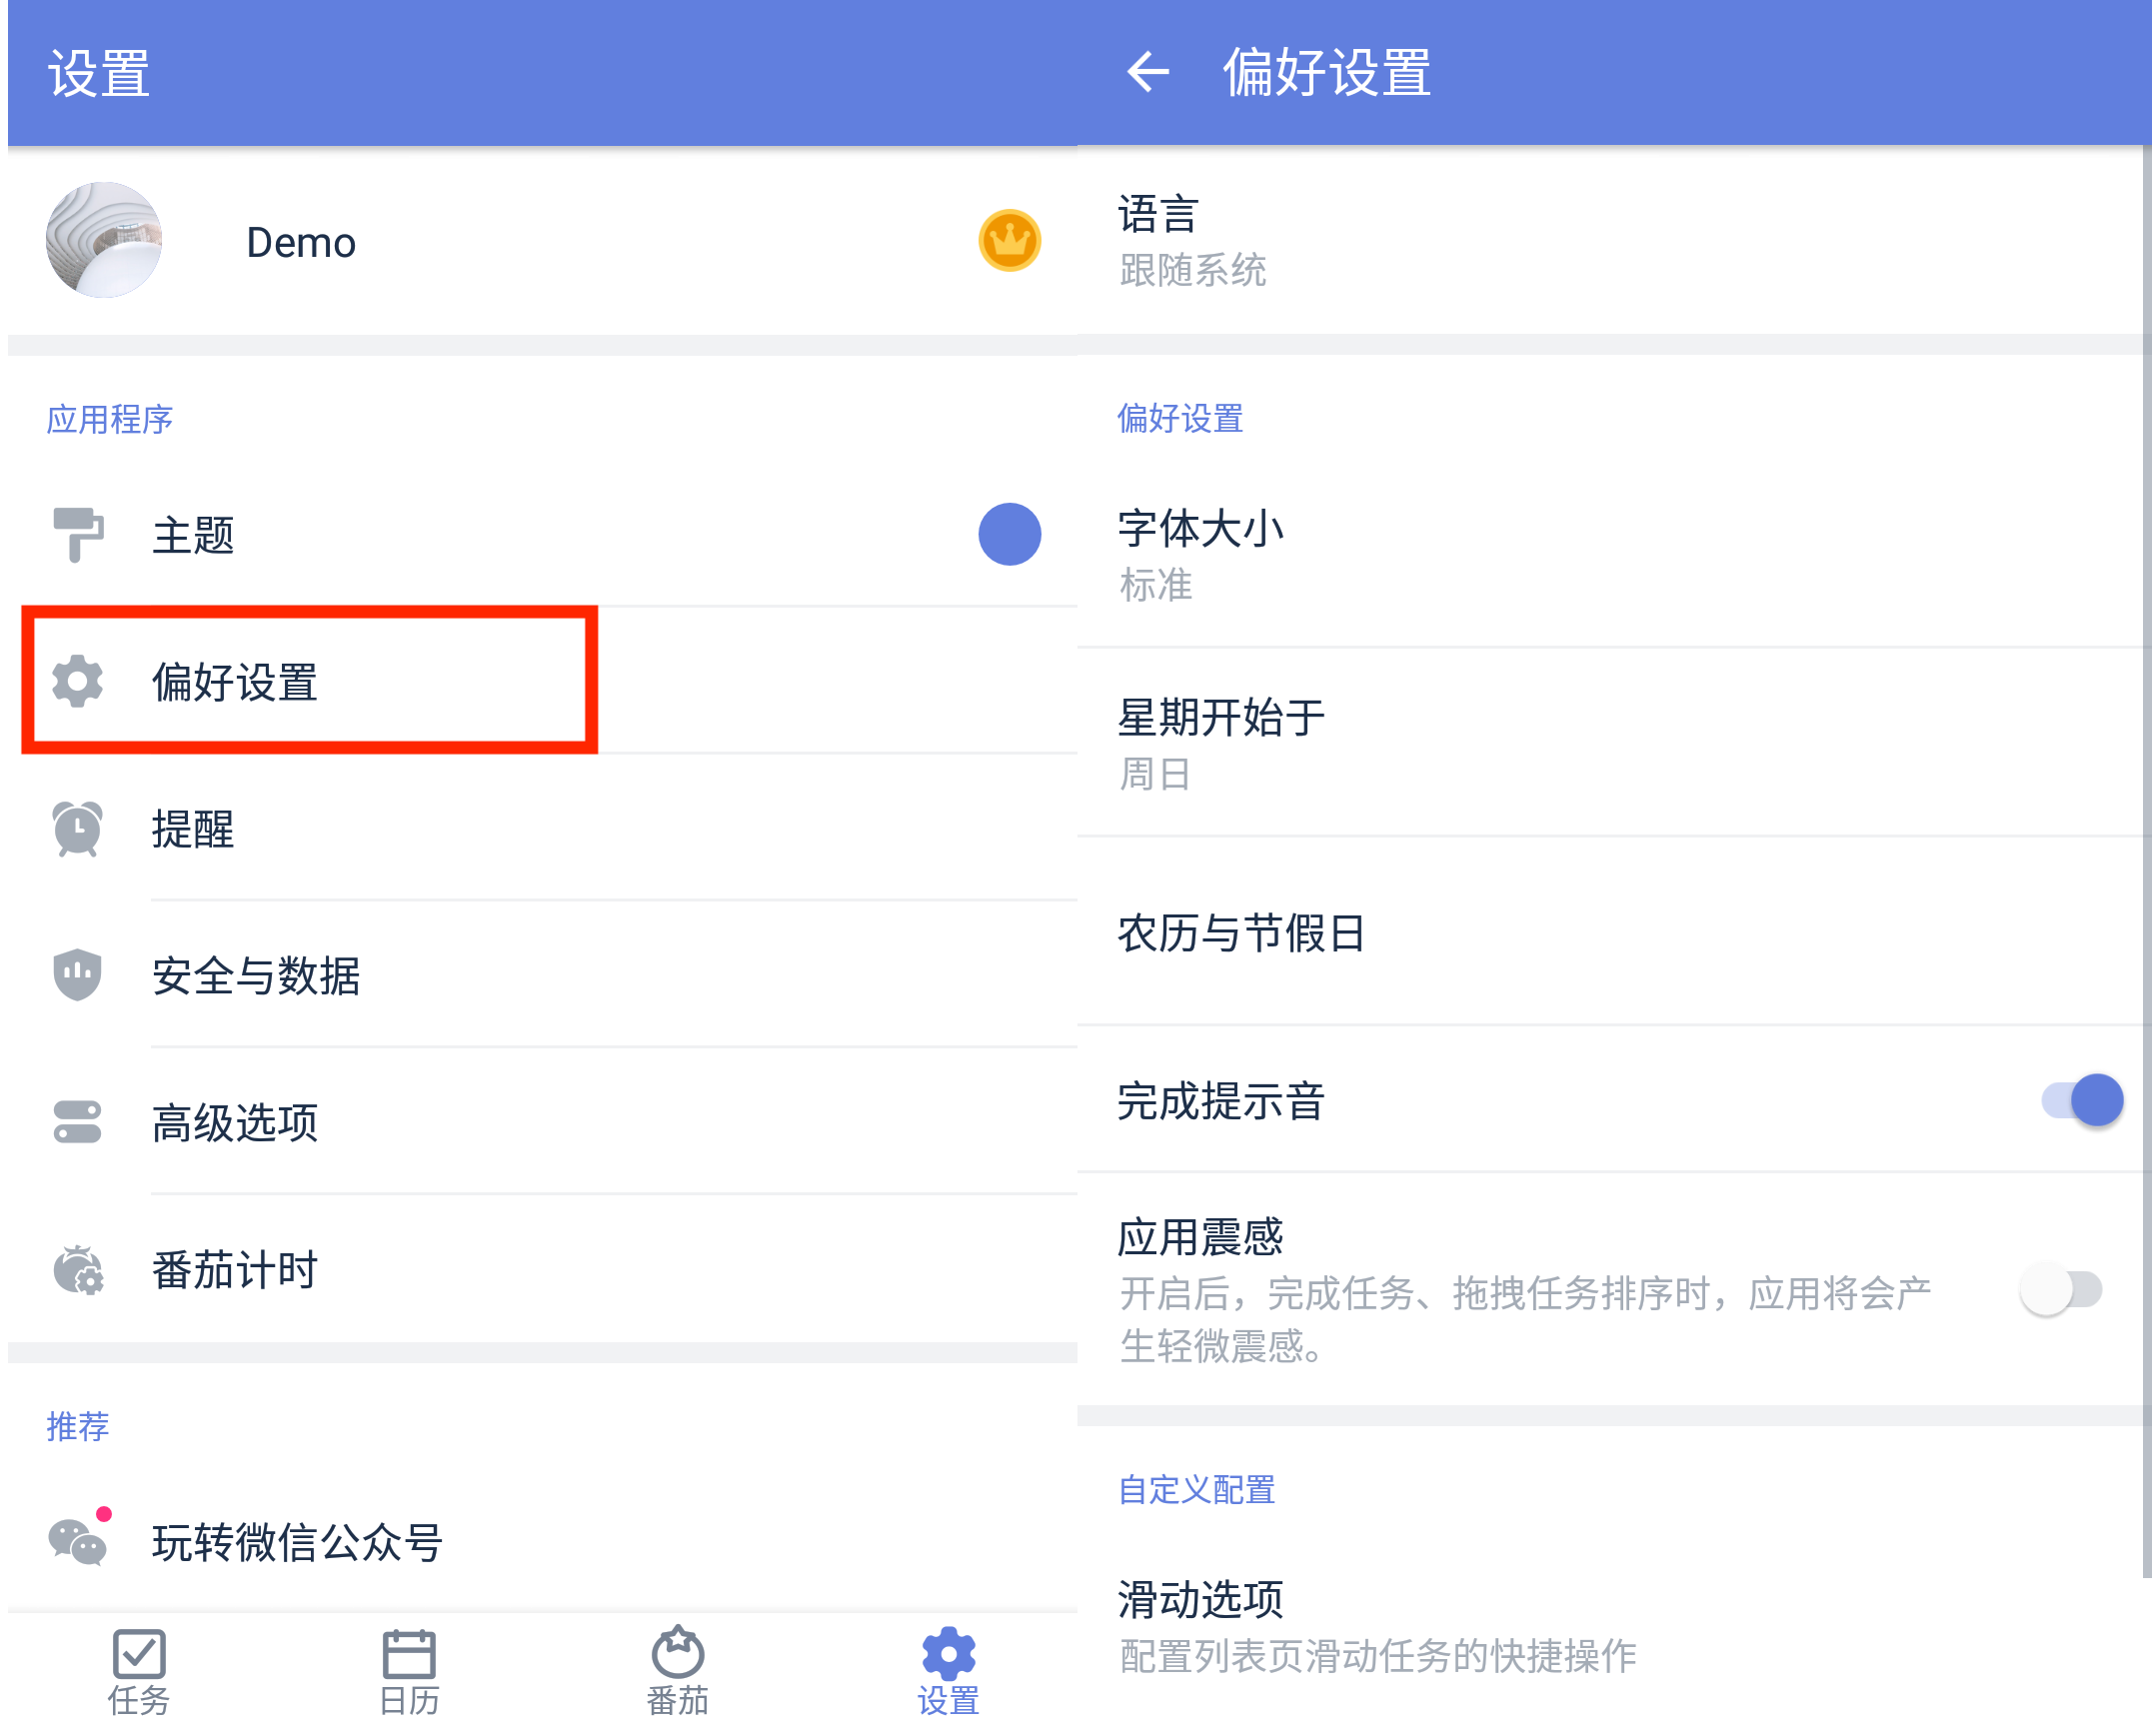 设置
Demo
应用程序
主题
偏好设置
提醒
安全与数据
高级选项
番茄计时
推荐
玩转微信公众号
任务
日历
番茄
设置
偏好设置
语言
跟随系统
偏好设置
字体大小
标准
星期开始于
周日
农历与节假日
完成提示音
应用震感
开启后，完成任务、拖拽任务排序时，应用将会产
生轻微震感。
自定义配置
滑动选项
配置列表页滑动任务的快捷操作